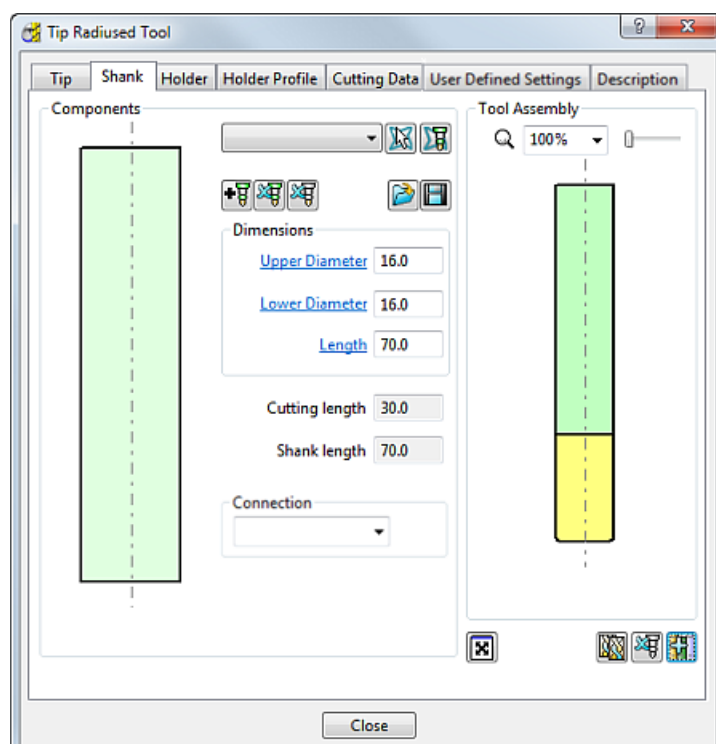 Tip Radiused Tool
Tip Shank Holder Holder Profile Cutting Data User Defined Settings Description
Components
Tool Assembly
100%
Dimensions
Upper Diameter 16.0
Lower Diameter 16.0
Length 70.0
Cutting length 30.0
Shank length 70.0
Connection
Close